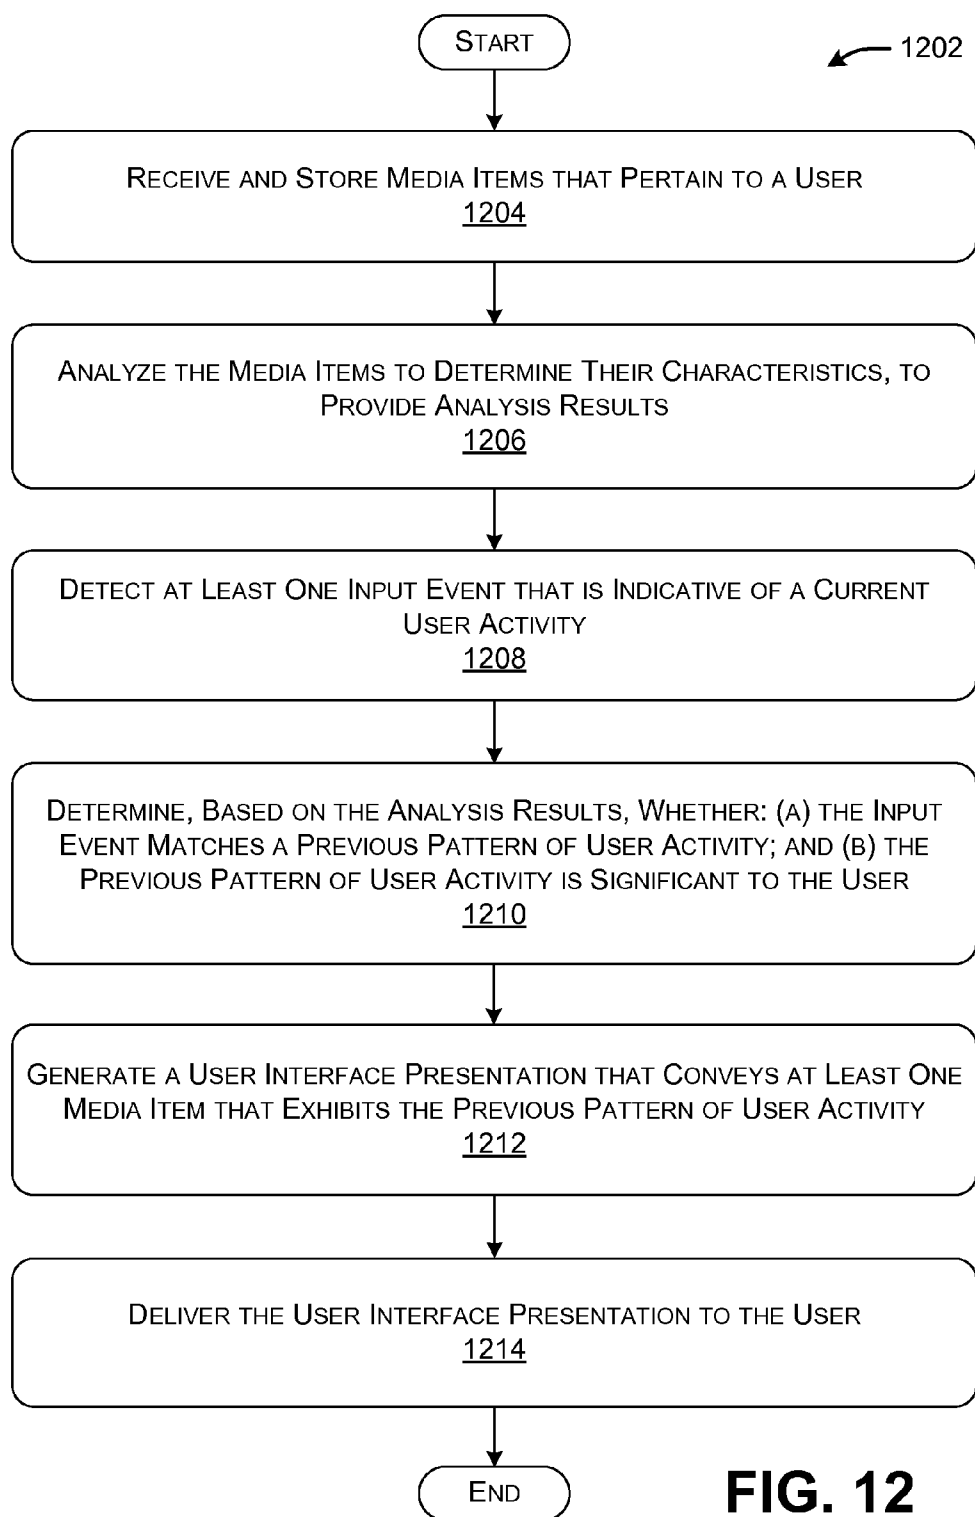 START
1202
RECEIVE AND STORE MEDIA ITEMS THAT PERTAIN TO A USER
1204
ANALYZE THE MEDIA ITEMS TO DETERMINE THEIR CHARACTERISTICS, TO
PROVIDE ANALYSIS RESULTS
1206
DETECT AT LEAST ONE INPUT EVENT THAT IS INDICATIVE OF A CURRENT
USER ACTIVITY
1208
DETERMINE, BASED ON THE ANALYSIS RESULTS, WHETHER: (A) THE INPUT
EVENT MATCHES A PREVIOUS PATTERN OF USER ACTIVITY; AND (B) THE
PREVIOUS PATTERN OF USER ACTIVITY IS SIGNIFICANT TO THE USER
1210
GENERATE A USER INTERFACE PRESENTATION THAT CONVEYS AT LEAST ONE
MEDIA ITEM THAT EXHIBITS THE PREVIOUS PATTERN OF USER ACTIVITY
1212
DELIVER THE USER INTERFACE PRESENTATION TO THE USER
1214
END
FIG. 12